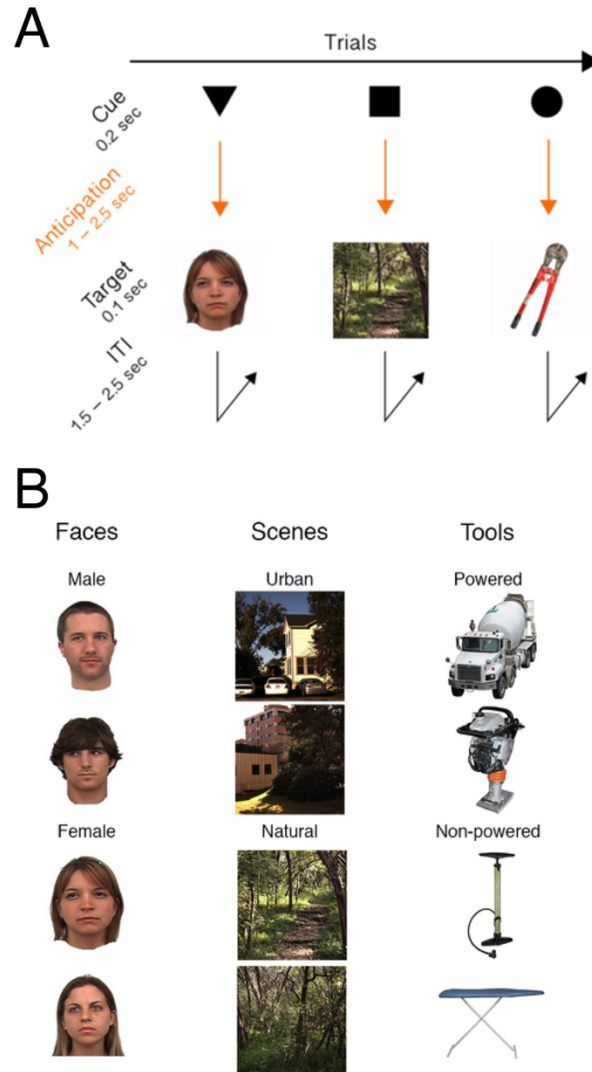 A
Trials
Cue
0.2 sec
Anticipation
1 – 2.5 sec
Target
0.1 sec
ITI
1.5 – 2.5 sec
B
Faces Scenes Tools
Male Urban Powered
Female Natural Non-powered